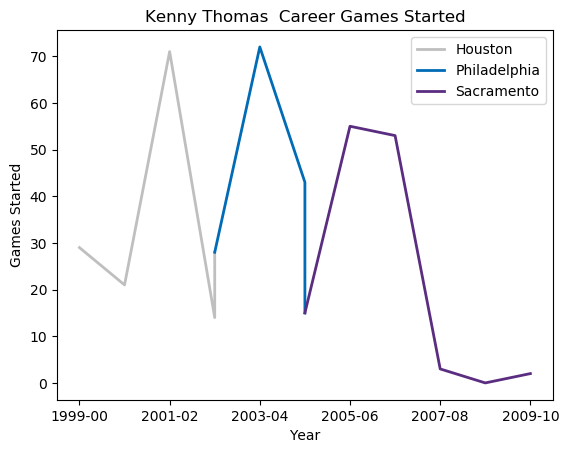 Kenny Thomas  Career Games Started
Houston
Philadelphia
Sacramento
Games Started
70
60
50
40
30
20
10
0
1999-00 2001-02 2003-04 2005-06 2007-08 2009-10
Year